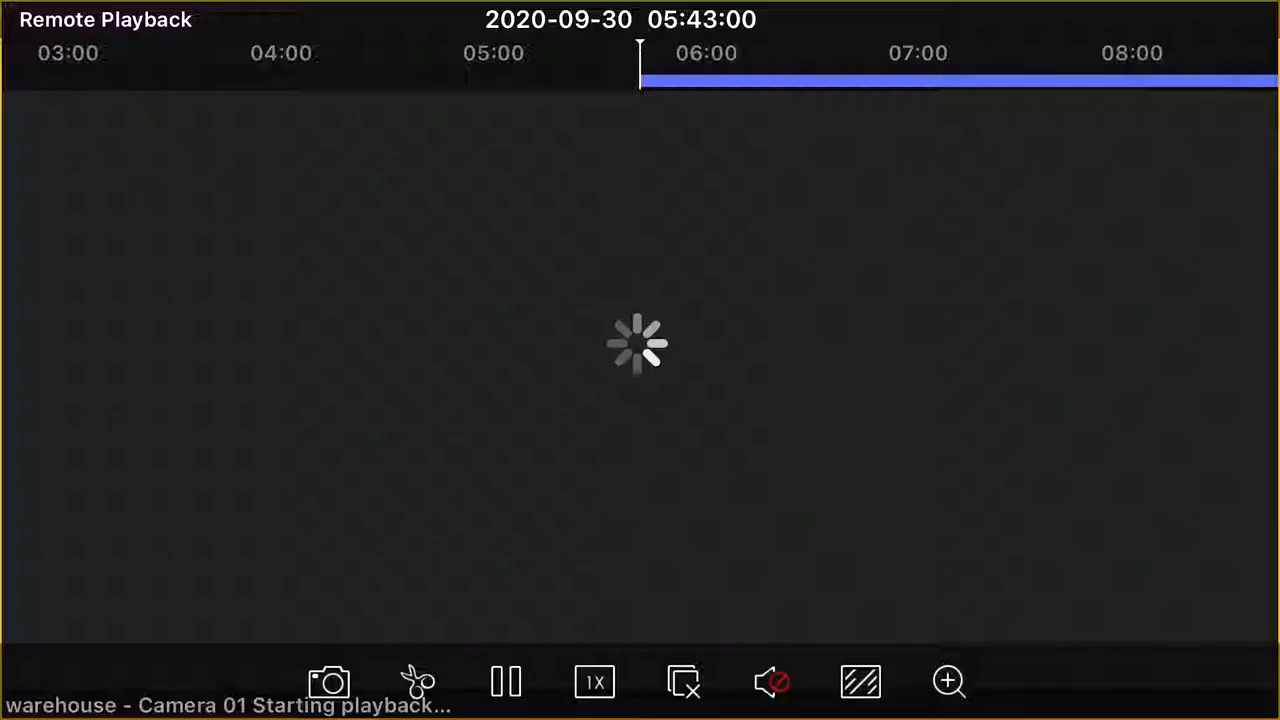 Remote Playback
2020-09-30 05:43:00
03:00 04:00 05:00 06:00 07:00 08:00
1X
warehouse - Camera 01 Starting playback...